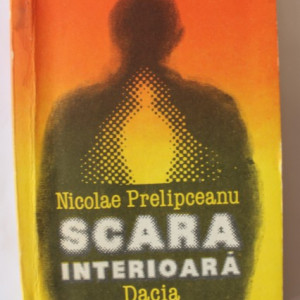 Nicolae Prelipceanu
SCARA
INTERIOARĂ
Dacia